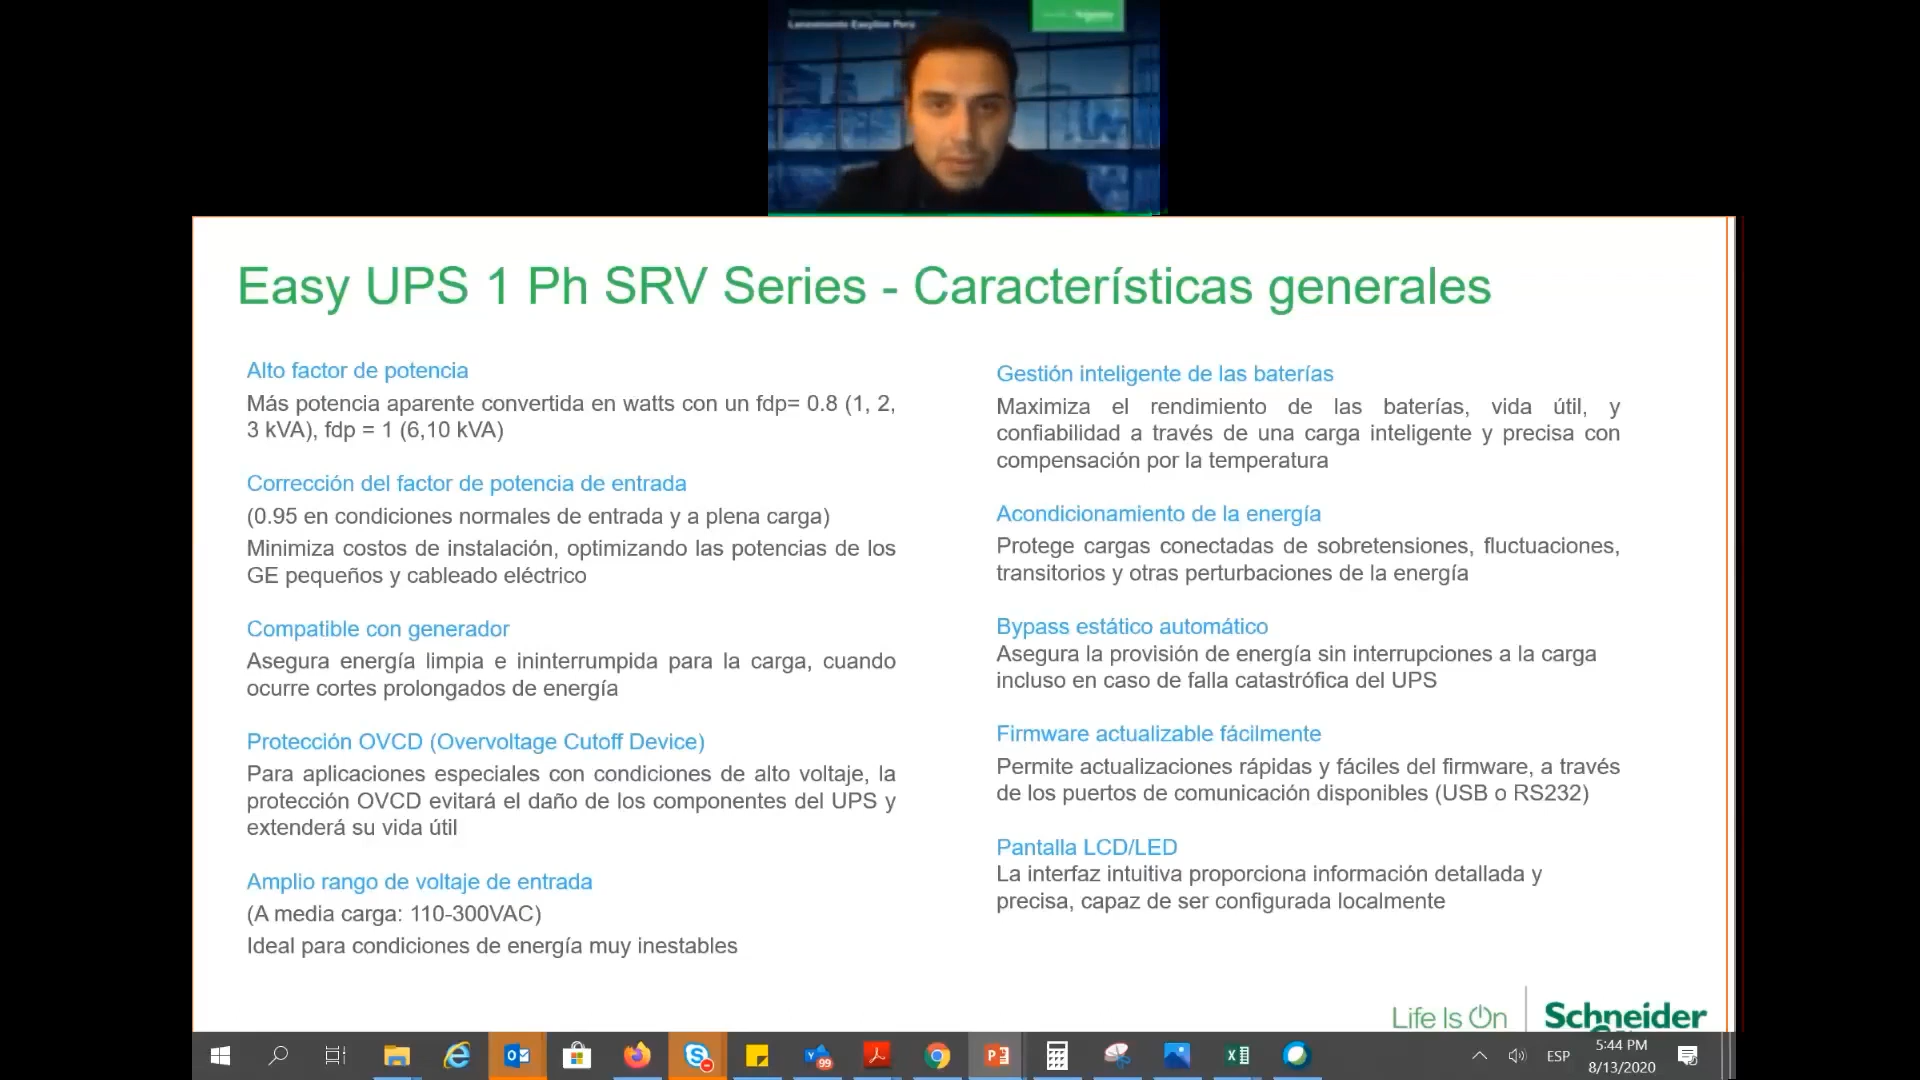 Lanzamiento EasyLine Perú
Easy UPS 1 Ph SRV Series - Características generales
Alto factor de potencia
Más potencia aparente convertida en watts con un fdp= 0.8 (1, 2,
3 kVA), fdp = 1 (6,10 kVA)
Corrección del factor de potencia de entrada
(0.95 en condiciones normales de entrada y a plena carga)
Minimiza costos de instalación, optimizando las potencias de los
GE pequeños y cableado eléctrico
Compatible con generador
Asegura energía limpia e ininterrumpida para la carga, cuando
ocurre cortes prolongados de energía
Protección OVCD (Overvoltage Cutoff Device)
Para aplicaciones especiales con condiciones de alto voltaje, la
protección OVCD evitará el daño de los componentes del UPS y
extenderá su vida útil
Amplio rango de voltaje de entrada
(A media carga: 110-300VAC)
Ideal para condiciones de energía muy inestables
Gestión inteligente de las baterías
Maximiza el rendimiento de las baterías, vida útil, y
confiabilidad a través de una carga inteligente y precisa con
compensación por la temperatura
Acondicionamiento de la energía
Protege cargas conectadas de sobretensiones, fluctuaciones,
transitorios y otras perturbaciones de la energía
Bypass estático automático
Asegura la provisión de energía sin interrupciones a la carga
incluso en caso de falla catastrófica del UPS
Firmware actualizable fácilmente
Permite actualizaciones rápidas y fáciles del firmware, a través
de los puertos de comunicación disponibles (USB o RS232)
Pantalla LCD/LED
La interfaz intuitiva proporciona información detallada y
precisa, capaz de ser configurada localmente
Life Is On
Schneider
99
ESP
5:44 PM
8/13/2020